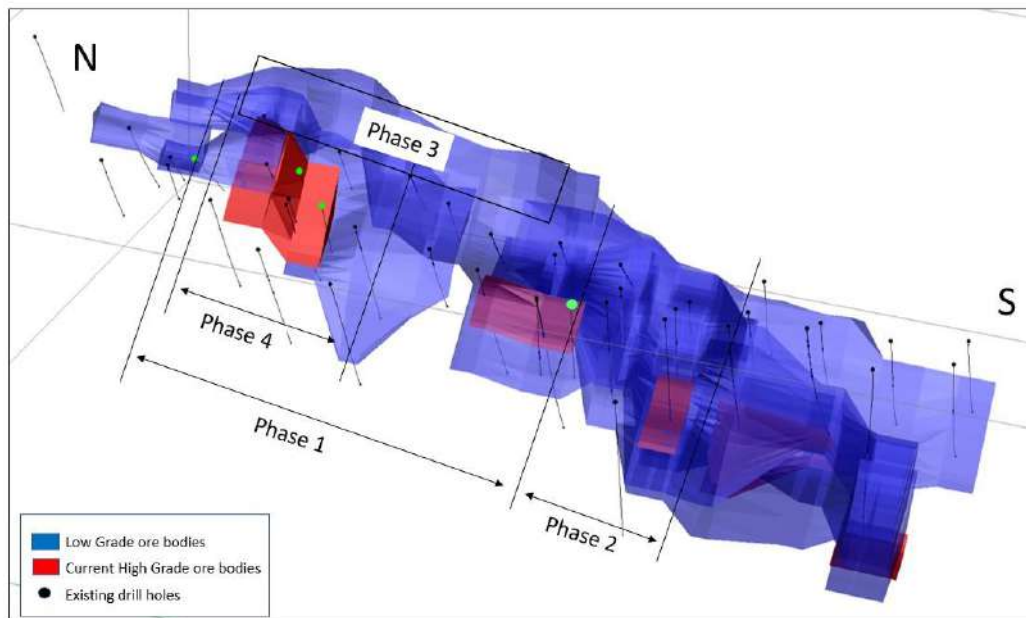 N
Phase 3
S
Phase 4
Phase 1
Phase 2
Low Grade ore bodies
Current High Grade ore bodies
Existing drill holes